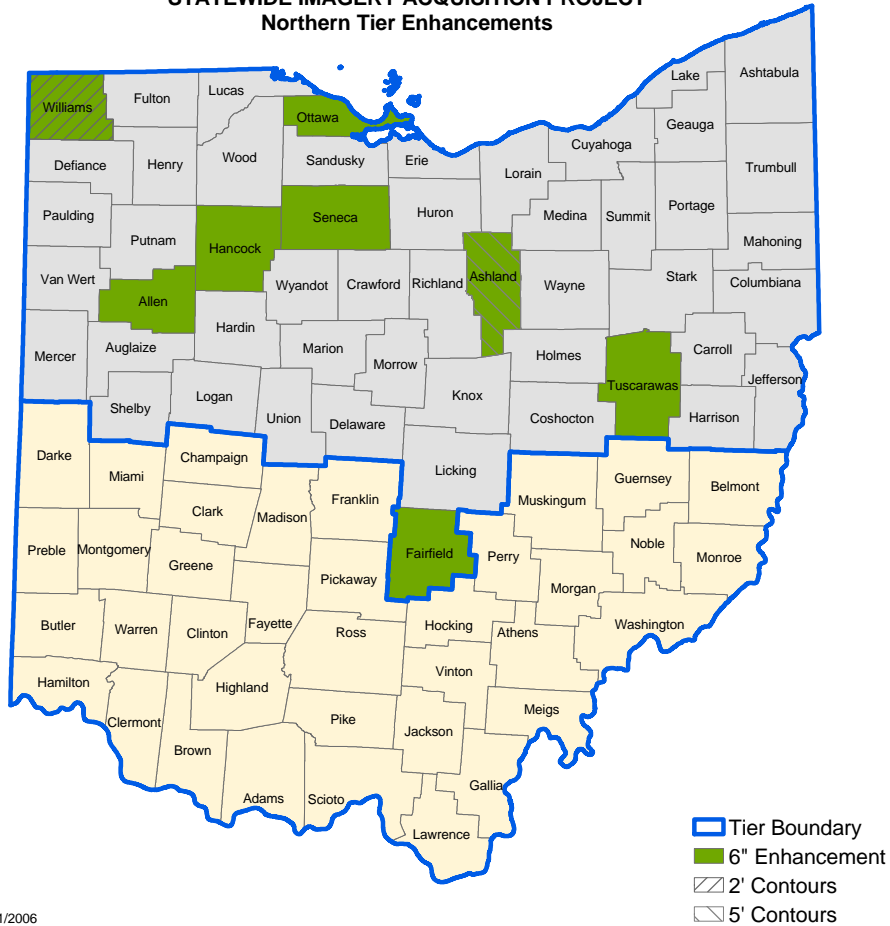 STATEWIDE IMAGERY ACQUISITION PROJECT
Northern Tier Enhancements
Lake
Ashtabula
Williams
Fulton
Lucas
Ottawa
Geauga
Cuyahoga
Defiance
Henry
Wood
Sandusky
Erie
Lorain
Trumbull
Paulding
Putnam
Hancock
Seneca
Huron
Medina
Summit
Portage
Mahoning
Van Wert
Allen
Wyandot
Crawford
Richland
Ashland
Wayne
Stark
Columbiana
Mercer
Auglaize
Hardin
Marion
Morrow
Holmes
Carroll
Jefferson
Tuscarawas
Shelby
Logan
Union
Delaware
Knox
Coshocton
Harrison
Darke
Miami
Champaign
Licking
Franklin
Muskingum
Guernsey
Belmont
Clark
Madison
Preble
Montgomery
Greene
Pickaway
Fairfield
Perry
Noble
Monroe
Morgan
Butler
Warren
Clinton
Fayette
Ross
Hocking
Athens
Washington
Hamilton
Highland
Vinton
Clermont
Pike
Jackson
Meigs
Brown
Adams
Scioto
Gallia
Lawrence
Tier Boundary
6" Enhancement
2' Contours
5' Contours
1/2006